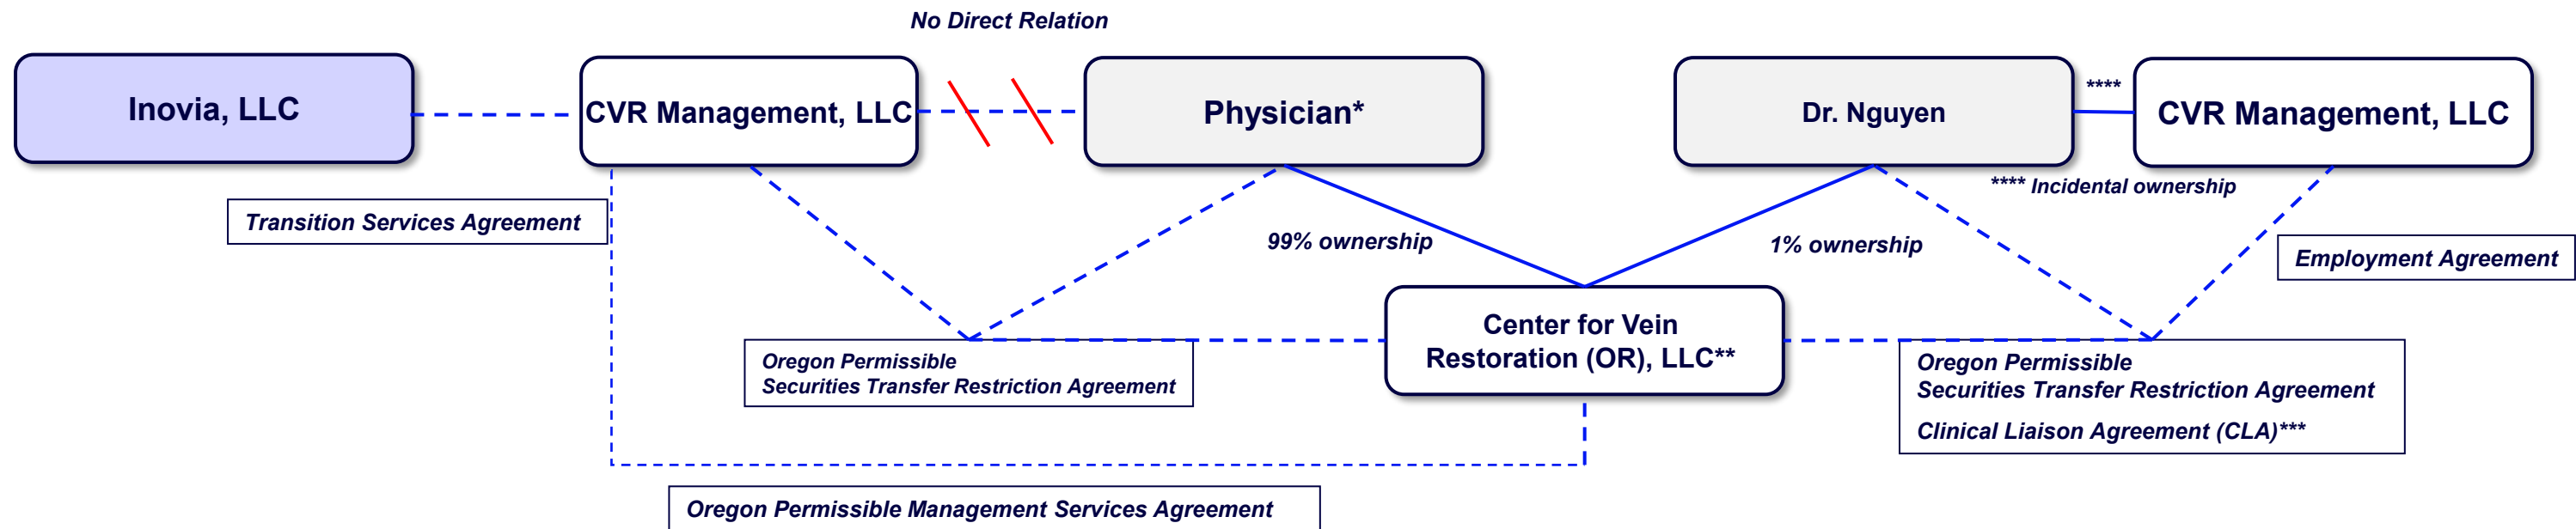 No Direct Relation
Inovia, LLC
CVR Management, LLC
Physician*
Dr. Nguyen
****
CVR Management, LLC
**** Incidental ownership
Transition Services Agreement
99% ownership
1% ownership
Employment Agreement
Center for Vein
Restoration (OR), LLC**
Oregon Permissible
Securities Transfer Restriction Agreement
Oregon Permissible
Securities Transfer Restriction Agreement
Clinical Liaison Agreement (CLA)***
Oregon Permissible Management Services Agreement